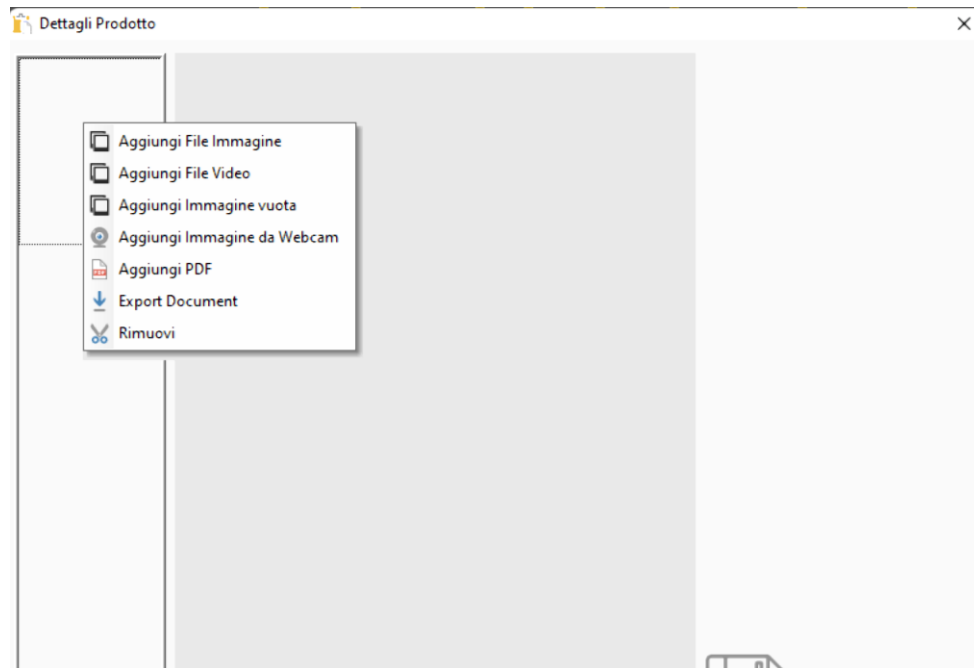 Dettagli Prodotto
Aggiungi File Immagine
Aggiungi File Video
Aggiungi Immagine vuota
Aggiungi Immagine da Webcam
Aggiungi PDF
Export Document
Rimuovi